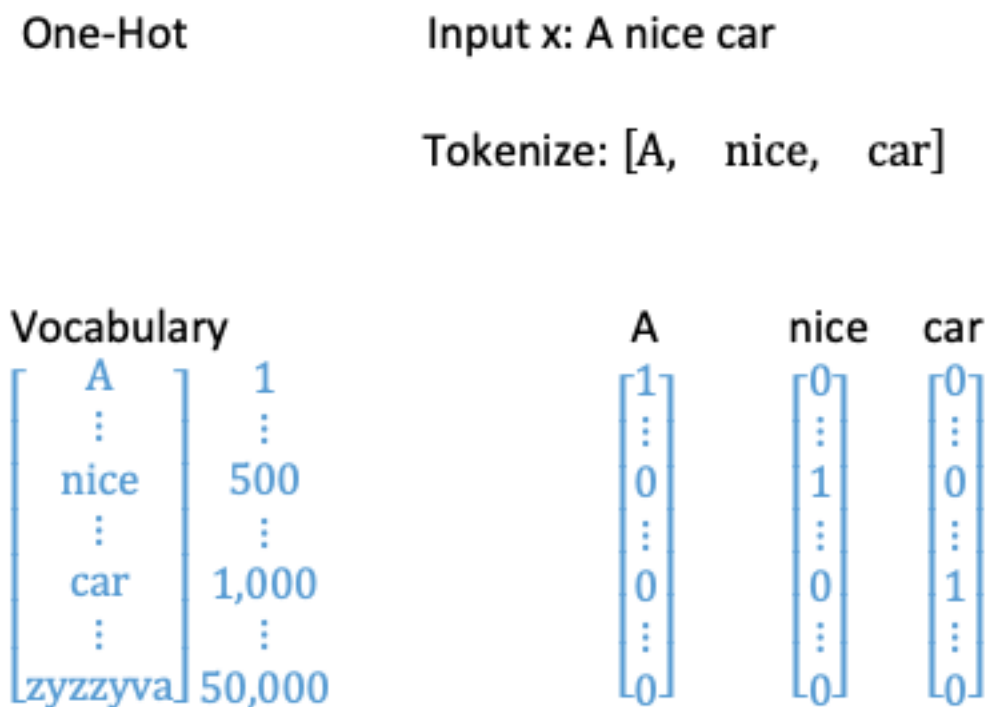 One-Hot Input x: A nice car
Tokenize: [A, nice, car]
Vocabulary A nice car
A 1 1 0 0
⋮ ⋮ ⋮ ⋮ ⋮
nice 500 0 1 0
⋮ ⋮ ⋮ ⋮ ⋮
car 1,000 0 0 1
⋮ ⋮ ⋮ ⋮ ⋮
zyzzyva 50,000 0 0 0